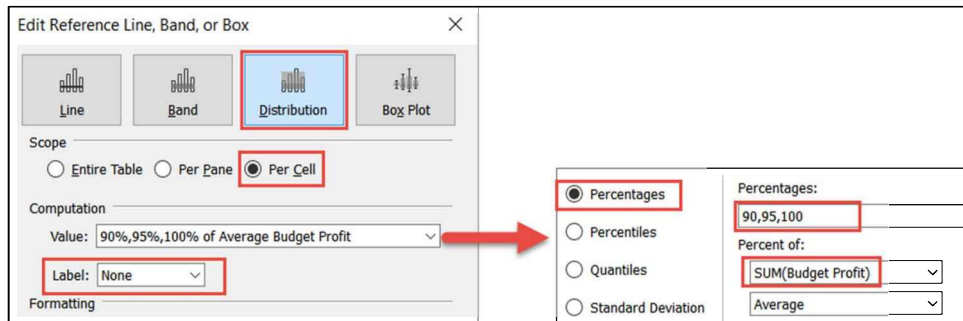 Edit Reference Line, Band, or Box
Line Band Distribution Box Plot
Scope
Entire Table Per Pane Per Cell
Computation
Value: 90%,95%,100% of Average Budget Profit
Label: None
Formatting
Percentages
Percentiles
Quantiles
Standard Deviation
Percentages:
90,95,100
Percent of:
SUM(Budget Profit)
Average